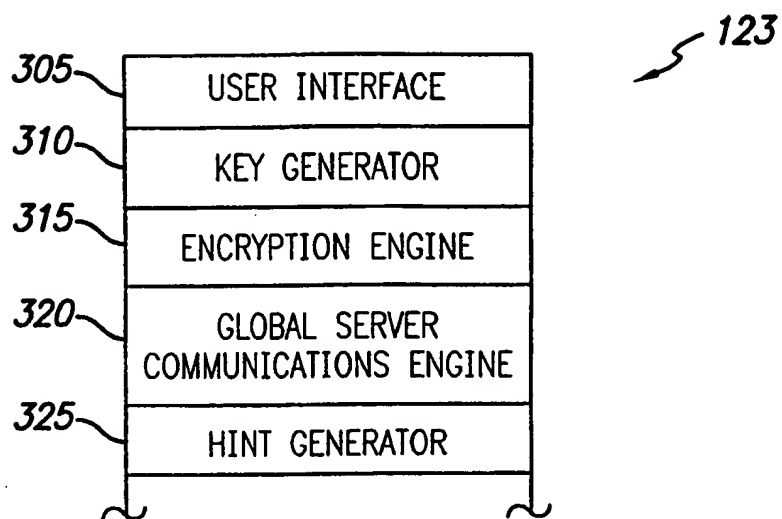 123
305 USER INTERFACE
310 KEY GENERATOR
315 ENCRYPTION ENGINE
320 GLOBAL SERVER
COMMUNICATIONS ENGINE
325 HINT GENERATOR